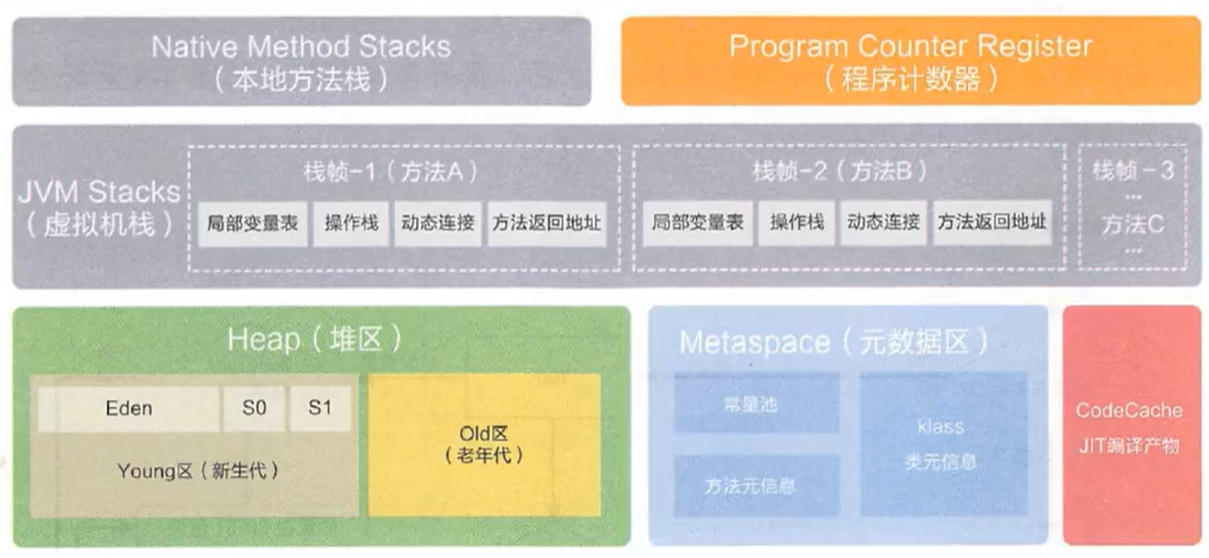 Native Method Stacks
（本地方法栈）
Program Counter Register
（程序计数器）
JVM Stacks
（虚拟机栈）
栈帧-1（方法A）
局部变量表
操作栈
动态连接
方法返回地址
栈帧-2（方法B）
局部变量表
操作栈
动态连接
方法返回地址
栈帧-3
...
方法C
...
Heap（堆区）
Eden
S0
S1
Young区（新生代）
Old区
（老年代）
Metaspace（元数据区）
常量池
方法元信息
klass
类元信息
CodeCache
JIT编译产物